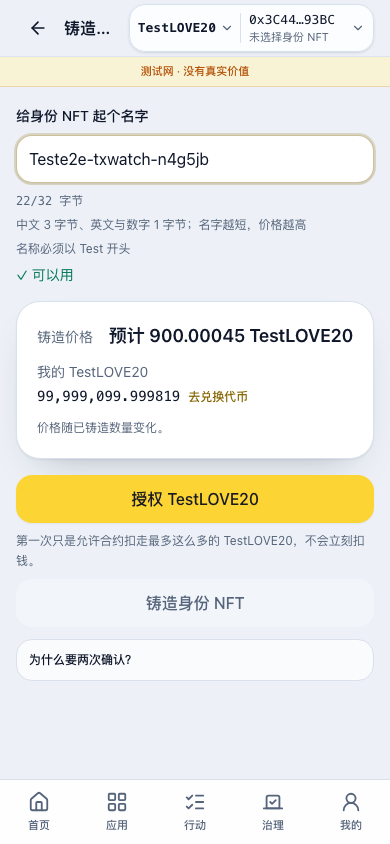 铸造...
TestLOVE20
0x3C44…93BC
未选择身份 NFT
测试网 · 没有真实价值
给身份 NFT 起个名字
Teste2e-txwatch-n4g5jb
22/32 字节
中文 3 字节、英文与数字 1 字节；名字越短，价格越高
名称必须以 Test 开头
✓ 可以用
铸造价格 预计 900.00045 TestLOVE20
我的 TestLOVE20
99,999,099.999819 去兑换代币
价格随已铸造数量变化。
授权 TestLOVE20
第一次只是允许合约扣走最多这么多的 TestLOVE20，不会立刻扣
钱。
铸造身份 NFT
为什么要两次确认?
首页 应用 行动 治理 我的